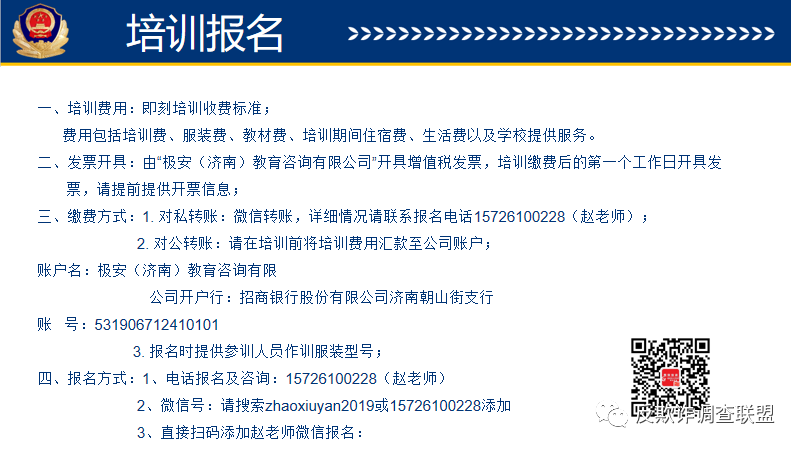 培训报名
一、培训费用：即刻培训收费标准；
费用包括培训费、服装费、教材费、培训期间住宿费、生活费以及学校提供服务。
二、发票开具：由“极安（济南）教育咨询有限公司”开具增值税发票，培训缴费后的第一个工作日开具发
票，请提前提供开票信息；
三、缴费方式：1. 对私转账：微信转账，详细情况请联系报名电话15726100228（赵老师）；
2. 对公转账：请在培训前将培训费用汇款至公司账户；
账户名：极安（济南）教育咨询有限
公司开户行：招商银行股份有限公司济南朝山街支行
账 号：531906712410101
3. 报名时提供参训人员作训服装型号；
四、报名方式：1、电话报名及咨询：15726100228（赵老师）
2、微信号：请搜索zhaoxiuyan2019或15726100228添加
3、直接扫码添加赵老师微信报名：
反欺诈调查联盟